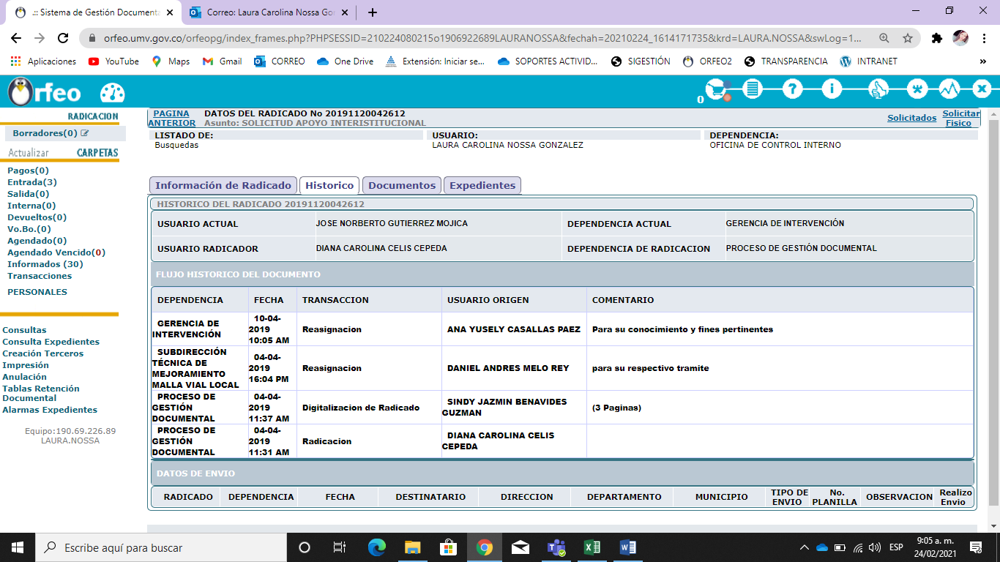 .:: Sistema de Gestión Documenta
Correo: Laura Carolina Nossa Go
orfeo.umv.gov.co/orfeopg/index_frames.php?PHPSESSID=210224080215o1906922689LAURANOSSA&fechah=20210224_1614171735&krd=LAURA.NOSSA&swLog=1...
Aplicaciones YouTube Maps Gmail CORREO One Drive Extensión: Iniciar se... SOPORTES ACTIVID... SIGESTIÓN ORFEO2 TRANSPARENCIA INTRANET »
Orfeo
0
RADICACION
Borradores(0)
Actualizar CARPETAS
Pagos(0)
Entrada(3)
Salida(0)
Interna(0)
Devueltos(0)
Vo.Bo.(0)
Agendado(0)
Agendado Vencido(0)
Informados (30)
Transacciones
PERSONALES
Consultas
Consulta Expedientes
Creación Terceros
Impresión
Anulación
Tablas Retención
Documental
Alarmas Expedientes
Equipo:190.69.226.89
LAURA.NOSSA
PAGINA
ANTERIOR
DATOS DEL RADICADO No 20191120042612
Asunto: SOLICITUD APOYO INTERISTITUCIONAL
Solicitados
Solicitar
Fisico
LISTADO DE: USUARIO: DEPENDENCIA:
Busquedas LAURA CAROLINA NOSSA GONZALEZ OFICINA DE CONTROL INTERNO
Información de Radicado Historico Documentos Expedientes
HISTORICO DEL RADICADO 20191120042612
USUARIO ACTUAL JOSE NORBERTO GUTIERREZ MOJICA DEPENDENCIA ACTUAL GERENCIA DE INTERVENCIÓN
USUARIO RADICADOR DIANA CAROLINA CELIS CEPEDA DEPENDENCIA DE RADICACION PROCESO DE GESTIÓN DOCUMENTAL
FLUJO HISTORICO DEL DOCUMENTO
DEPENDENCIA FECHA TRANSACCION USUARIO ORIGEN COMENTARIO
GERENCIA DE
INTERVENCIÓN
10-04-
2019
10:05 AM
Reasignacion
ANA YUSELY CASALLAS PAEZ
Para su conocimiento y fines pertinentes
SUBDIRECCIÓN
TÉCNICA DE
MEJORAMIENTO
MALLA VIAL LOCAL
04-04-
2019
16:04 PM
Reasignacion
DANIEL ANDRES MELO REY
para su respectivo tramite
PROCESO DE
GESTIÓN
DOCUMENTAL
04-04-
2019
11:37 AM
Digitalizacion de Radicado
SINDY JAZMIN BENAVIDES
GUZMAN
(3 Paginas)
PROCESO DE
GESTIÓN
DOCUMENTAL
04-04-
2019
11:31 AM
Radicacion
DIANA CAROLINA CELIS
CEPEDA
DATOS DE ENVIO
RADICADO DEPENDENCIA FECHA DESTINATARIO DIRECCION DEPARTAMENTO MUNICIPIO
TIPO DE
ENVIO
No.
PLANILLA
OBSERVACION
Realizo
Envio
Escribe aquí para buscar
ESP
9:05 a. m.
24/02/2021